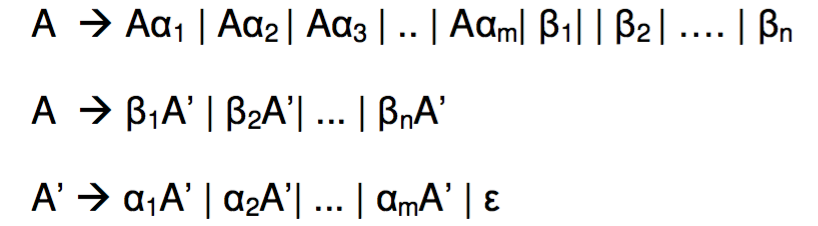 A → Aα₁ | Aα₂ | Aα₃ | .. | Aαₘ| β₁| | β₂ | .... | βₙ
A → β₁A’ | β₂A’| ... | βₙA’
A’ → α₁A’ | α₂A’| ... | αₘA’ | ε